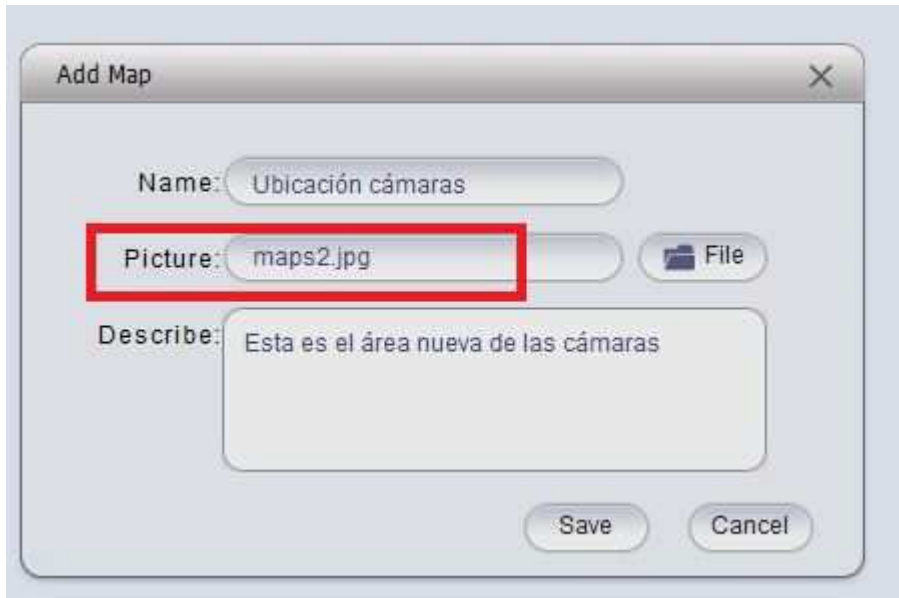 Add Map
Name: Ubicación cámaras
Picture: maps2.jpg File
Describe: Esta es el área nueva de las cámaras
Save Cancel